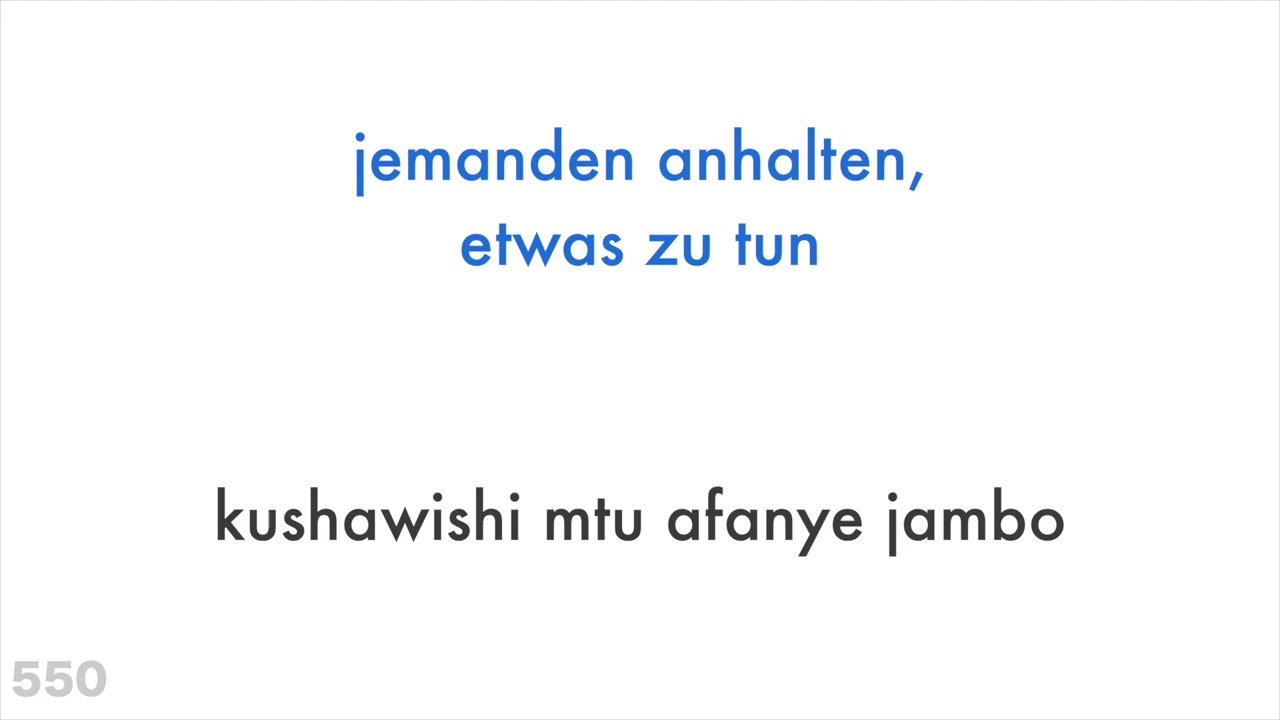 jemanden anhalten,
etwas zu tun
kushawishi mtu afanye jambo
550